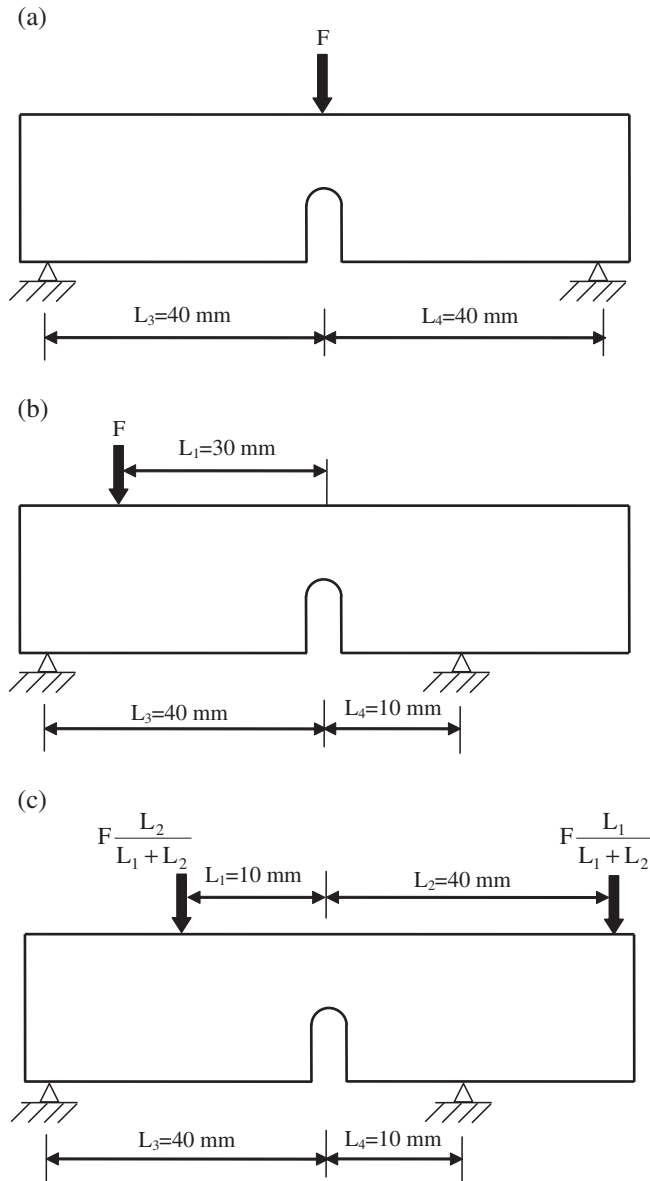 (a)
F
L₃=40 mm
L₄=40 mm
(b)
F
L₁=30 mm
L₃=40 mm
L₄=10 mm
(c)
F L₂/(L₁ + L₂)
F L₁/(L₁ + L₂)
L₁=10 mm
L₂=40 mm
L₃=40 mm
L₄=10 mm